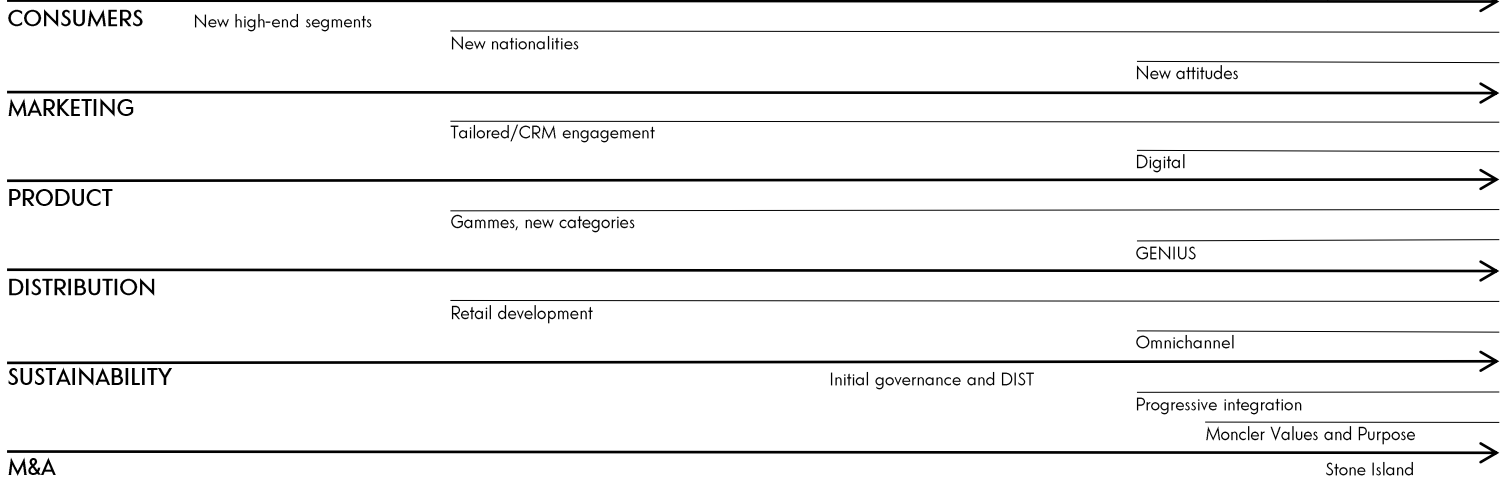 CONSUMERS New high-end segments
New nationalities
New attitudes
MARKETING
Tailored/CRM engagement
Digital
PRODUCT
Gammes, new categories
GENIUS
DISTRIBUTION
Retail development
Omnichannel
SUSTAINABILITY Initial governance and DIST
Progressive integration
Moncler Values and Purpose
M&A Stone Island